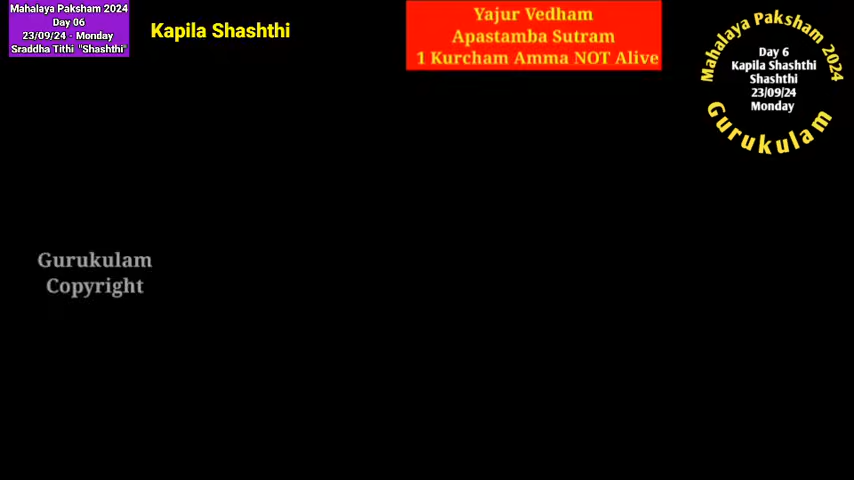 Mahalaya Paksham 2024
Day 06
23/09/24 - Monday
Sraddha Tithi "Shashthi"
Kapila Shashthi
Yajur Vedham
Apastamba Sutram
1 Kurcham Amma NOT Alive
Mahalaya Paksham 2024
Day 6
Kapila Shashthi
Shashthi
23/09/24
Monday
Gurukulam
Gurukulam
Copyright